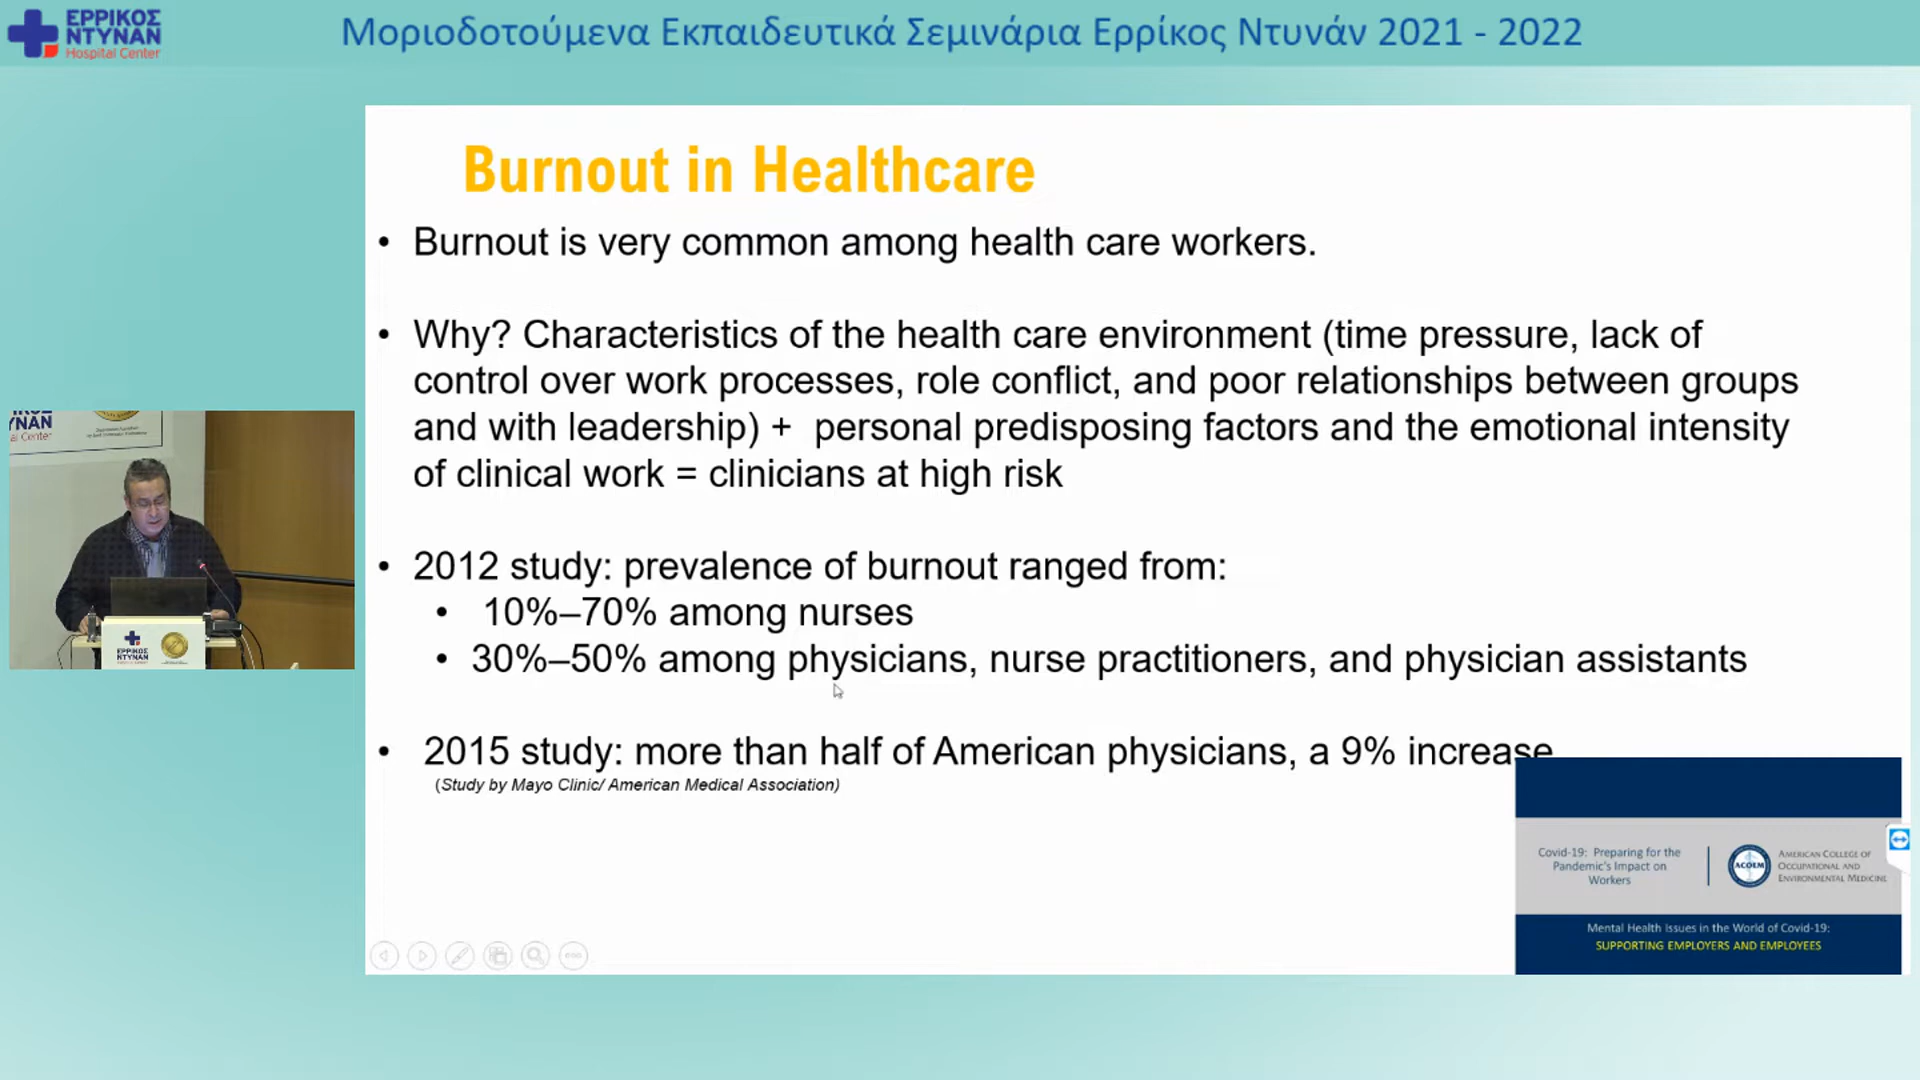 ΕΡΡΙΚΟΣ
ΝΤΥΝΑΝ
Hospital Center
Μοριοδοτούμενα Εκπαιδευτικά Σεμινάρια Ερρίκος Ντυνάν 2021 - 2022
Burnout in Healthcare
• Burnout is very common among health care workers.
• Why? Characteristics of the health care environment (time pressure, lack of
control over work processes, role conflict, and poor relationships between groups
and with leadership) + personal predisposing factors and the emotional intensity
of clinical work = clinicians at high risk
• 2012 study: prevalence of burnout ranged from:
• 10%–70% among nurses
• 30%–50% among physicians, nurse practitioners, and physician assistants
• 2015 study: more than half of American physicians, a 9% increase
(Study by Mayo Clinic/ American Medical Association)
Covid-19: Preparing for the
Pandemic's Impact on
Workers
ACOEM
AMERICAN COLLEGE OF
OCCUPATIONAL AND
ENVIRONMENTAL MEDICINE
Mental Health Issues in the World of Covid-19:
SUPPORTING EMPLOYERS AND EMPLOYEES
ΥΝΑΝ
al Center
ΕΡΡΙΚΟΣ
ΝΤΥΝΑΝ